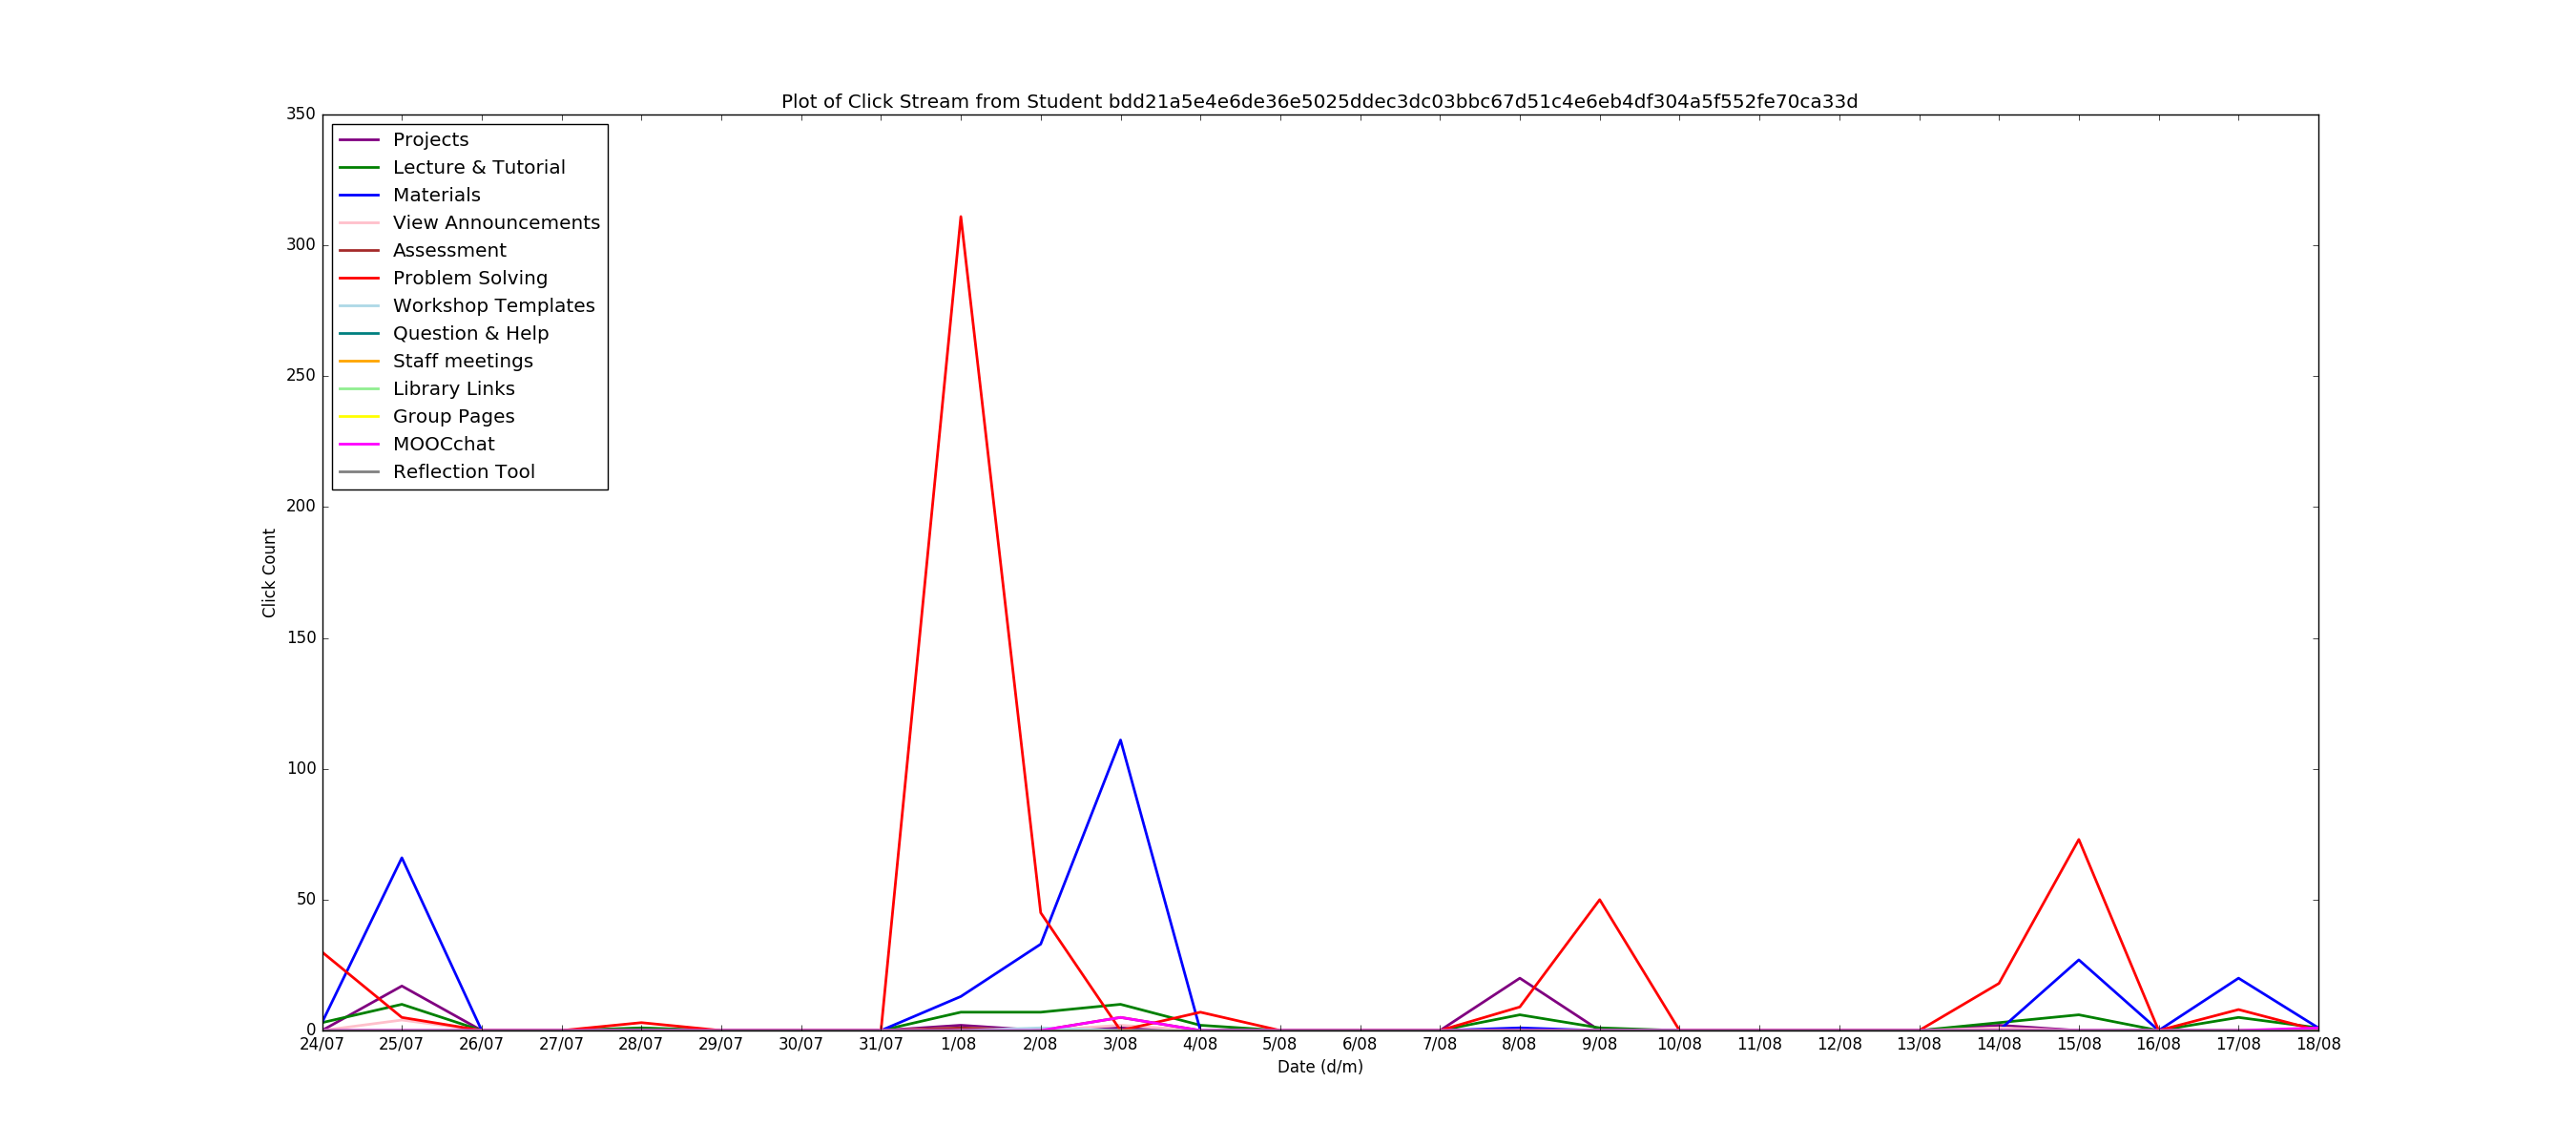 Plot of Click Stream from Student bdd21a5e4e6de36e5025ddec3dc03bbc67d51c4e6eb4df304a5f552fe70ca33d
350
300
250
200
150
100
50
0
Click Count
Projects
Lecture & Tutorial
Materials
View Announcements
Assessment
Problem Solving
Workshop Templates
Question & Help
Staff meetings
Library Links
Group Pages
MOOCchat
Reflection Tool
24/07 25/07 26/07 27/07 28/07 29/07 30/07 31/07 1/08 2/08 3/08 4/08 5/08 6/08 7/08 8/08 9/08 10/08 11/08 12/08 13/08 14/08 15/08 16/08 17/08 18/08
Date (d/m)